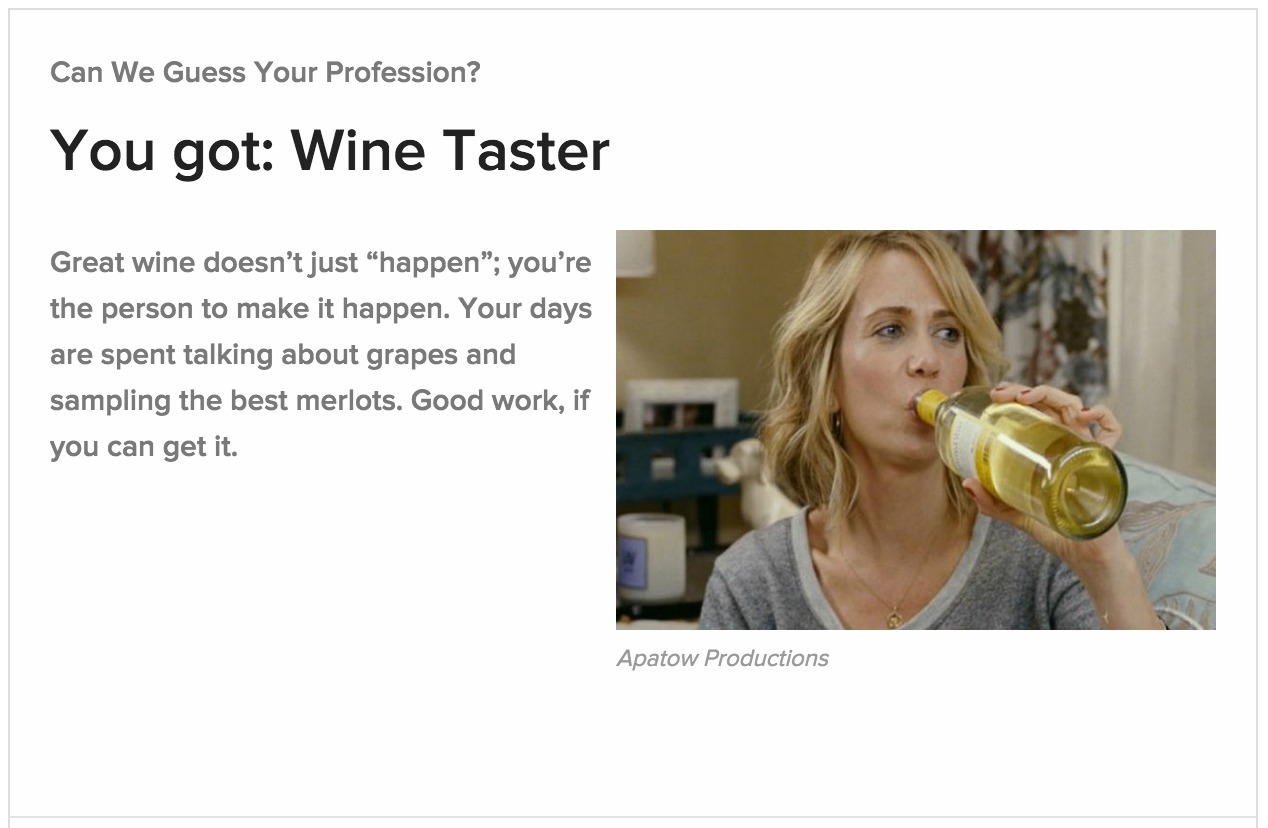 Can We Guess Your Profession?
You got: Wine Taster
Great wine doesn’t just “happen”; you’re
the person to make it happen. Your days
are spent talking about grapes and
sampling the best merlots. Good work, if
you can get it.
Apatow Productions